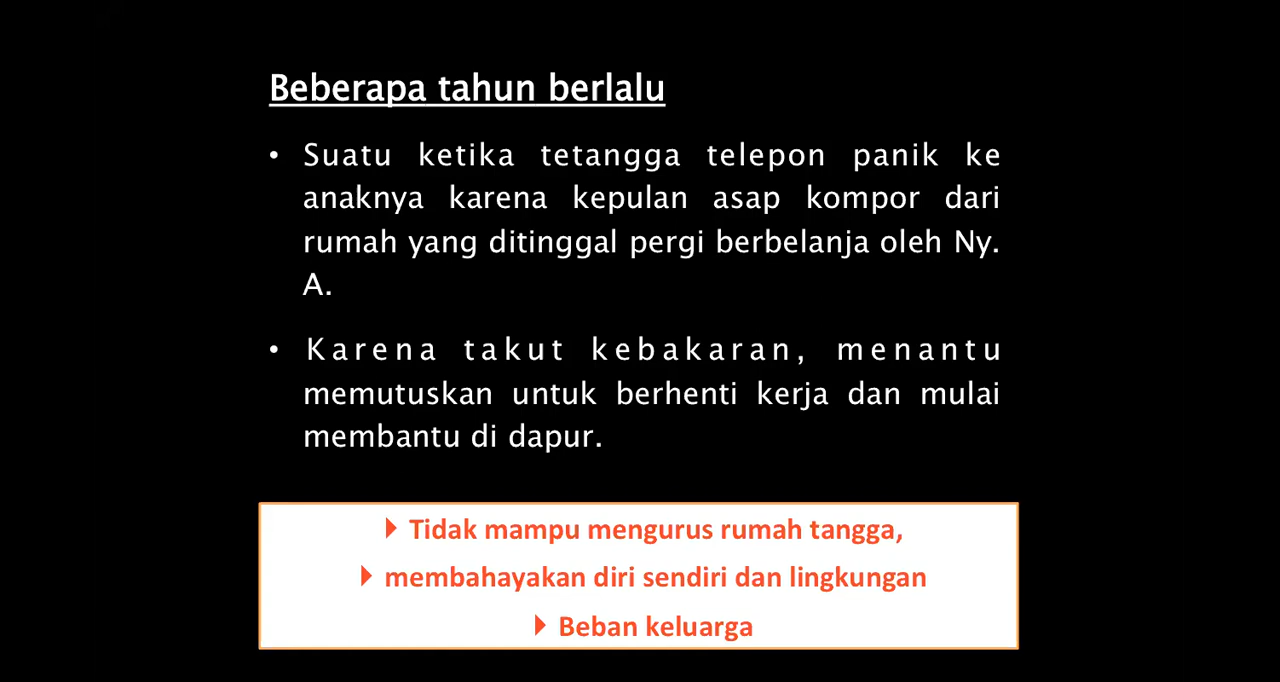 Beberapa tahun berlalu
• Suatu ketika tetangga telepon panik ke
anaknya karena kepulan asap kompor dari
rumah yang ditinggal pergi berbelanja oleh Ny.
A.
• Karena takut kebakaran, menantu
memutuskan untuk berhenti kerja dan mulai
membantu di dapur.
Tidak mampu mengurus rumah tangga,
membahayakan diri sendiri dan lingkungan
Beban keluarga